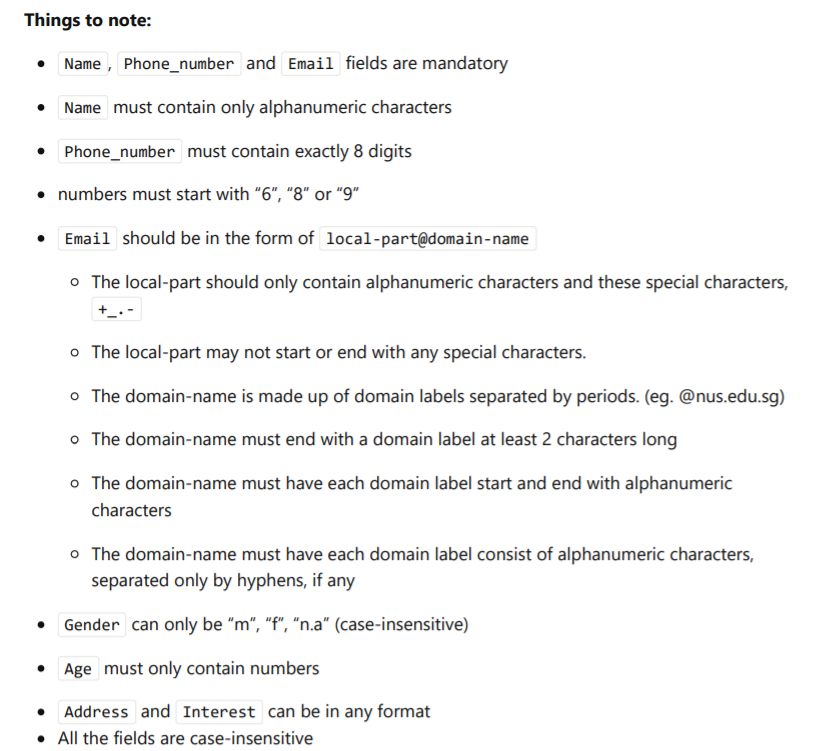 Things to note:
Name, Phone_number and Email fields are mandatory
Name must contain only alphanumeric characters
Phone_number must contain exactly 8 digits
numbers must start with “6”, “8” or “9”
Email should be in the form of local-part@domain-name
The local-part should only contain alphanumeric characters and these special characters,
+_.-
The local-part may not start or end with any special characters.
The domain-name is made up of domain labels separated by periods. (eg. @nus.edu.sg)
The domain-name must end with a domain label at least 2 characters long
The domain-name must have each domain label start and end with alphanumeric
characters
The domain-name must have each domain label consist of alphanumeric characters,
separated only by hyphens, if any
Gender can only be “m”, “f”, “n.a” (case-insensitive)
Age must only contain numbers
Address and Interest can be in any format
All the fields are case-insensitive